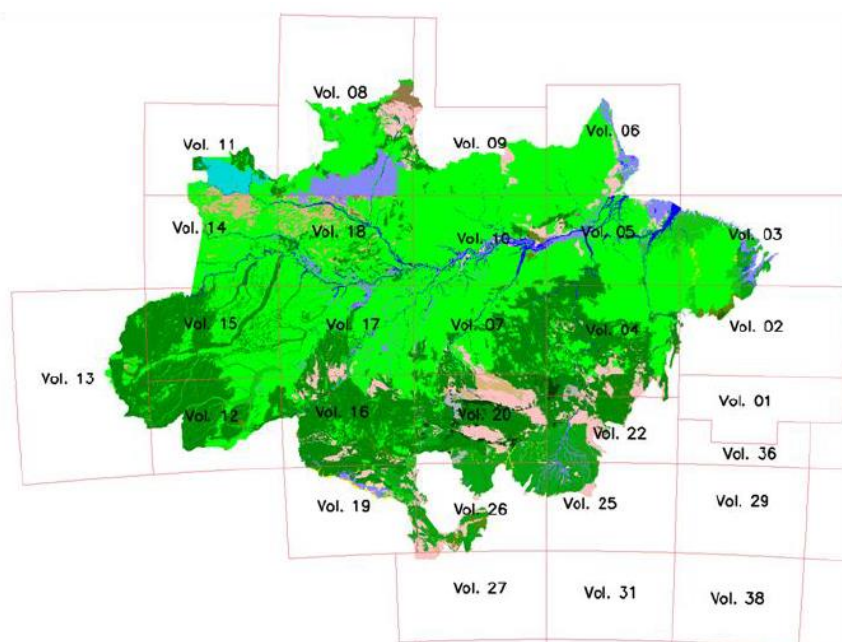 Vol. 08
Vol. 06
Vol. 11
Vol. 09
Vol. 14
Vol. 18
Vol. 10
Vol. 05
Vol. 03
Vol. 15
Vol. 17
Vol. 07
Vol. 04
Vol. 02
Vol. 13
Vol. 01
Vol. 12
Vol. 16
Vol. 20
Vol. 22
Vol. 36
Vol. 19
Vol. 26
Vol. 25
Vol. 29
Vol. 27
Vol. 31
Vol. 38